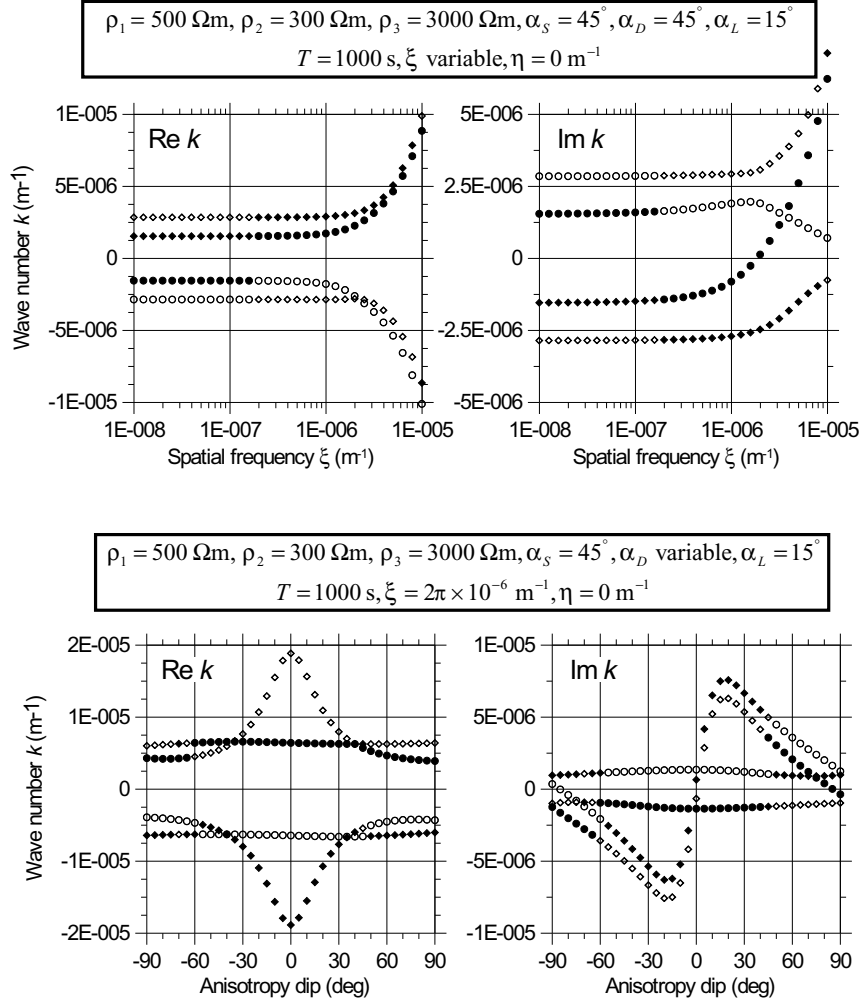 ρ₁ = 500 Ωm, ρ₂ = 300 Ωm, ρ₃ = 3000 Ωm, α_S = 45°, α_D = 45°, α_L = 15°
T = 1000 s, ξ variable, η = 0 m⁻¹
Re k
Im k
Wave number k (m⁻¹)
1E-005
5E-006
0
-5E-006
-1E-005
5E-006
2.5E-006
0
-2.5E-006
-5E-006
1E-008 1E-007 1E-006 1E-005
1E-008 1E-007 1E-006 1E-005
Spatial frequency ξ (m⁻¹)
Spatial frequency ξ (m⁻¹)
ρ₁ = 500 Ωm, ρ₂ = 300 Ωm, ρ₃ = 3000 Ωm, α_S = 45°, α_D variable, α_L = 15°
T = 1000 s, ξ = 2π × 10⁻⁶ m⁻¹, η = 0 m⁻¹
Re k
Im k
Wave number k (m⁻¹)
2E-005
1E-005
0
-1E-005
-2E-005
1E-005
5E-006
0
-5E-006
-1E-005
-90 -60 -30 0 30 60 90
-90 -60 -30 0 30 60 90
Anisotropy dip (deg)
Anisotropy dip (deg)